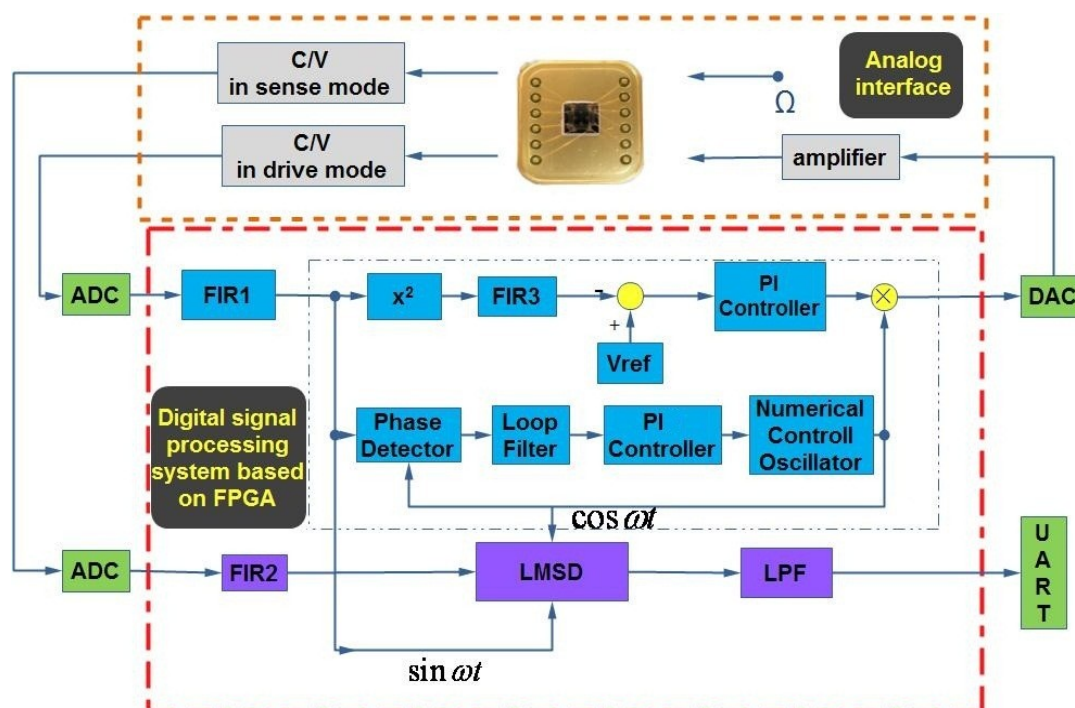 C/V
in sense mode
Analog
interface
Ω
C/V
in drive mode
amplifier
ADC
FIR1
x²
FIR3
-
+
Vref
PI
Controller
×
DAC
Digital signal
processing
system based
on FPGA
Phase
Detector
Loop
Filter
PI
Controller
Numerical
Controll
Oscillator
cos ωt
ADC
FIR2
LMSD
LPF
U
A
R
T
sin ωt